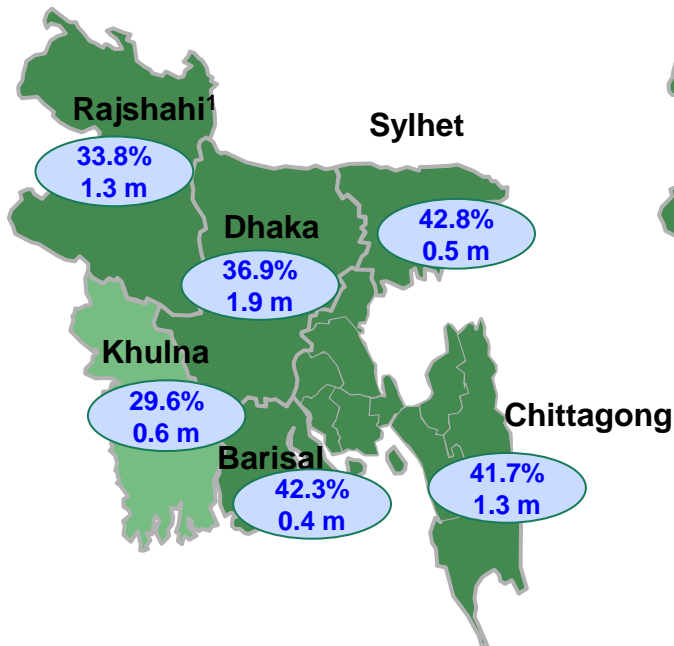 Rajshahi¹
33.8%
1.3 m
Sylhet
42.8%
0.5 m
Dhaka
36.9%
1.9 m
Khulna
29.6%
0.6 m
Barisal
42.3%
0.4 m
Chittagong
41.7%
1.3 m